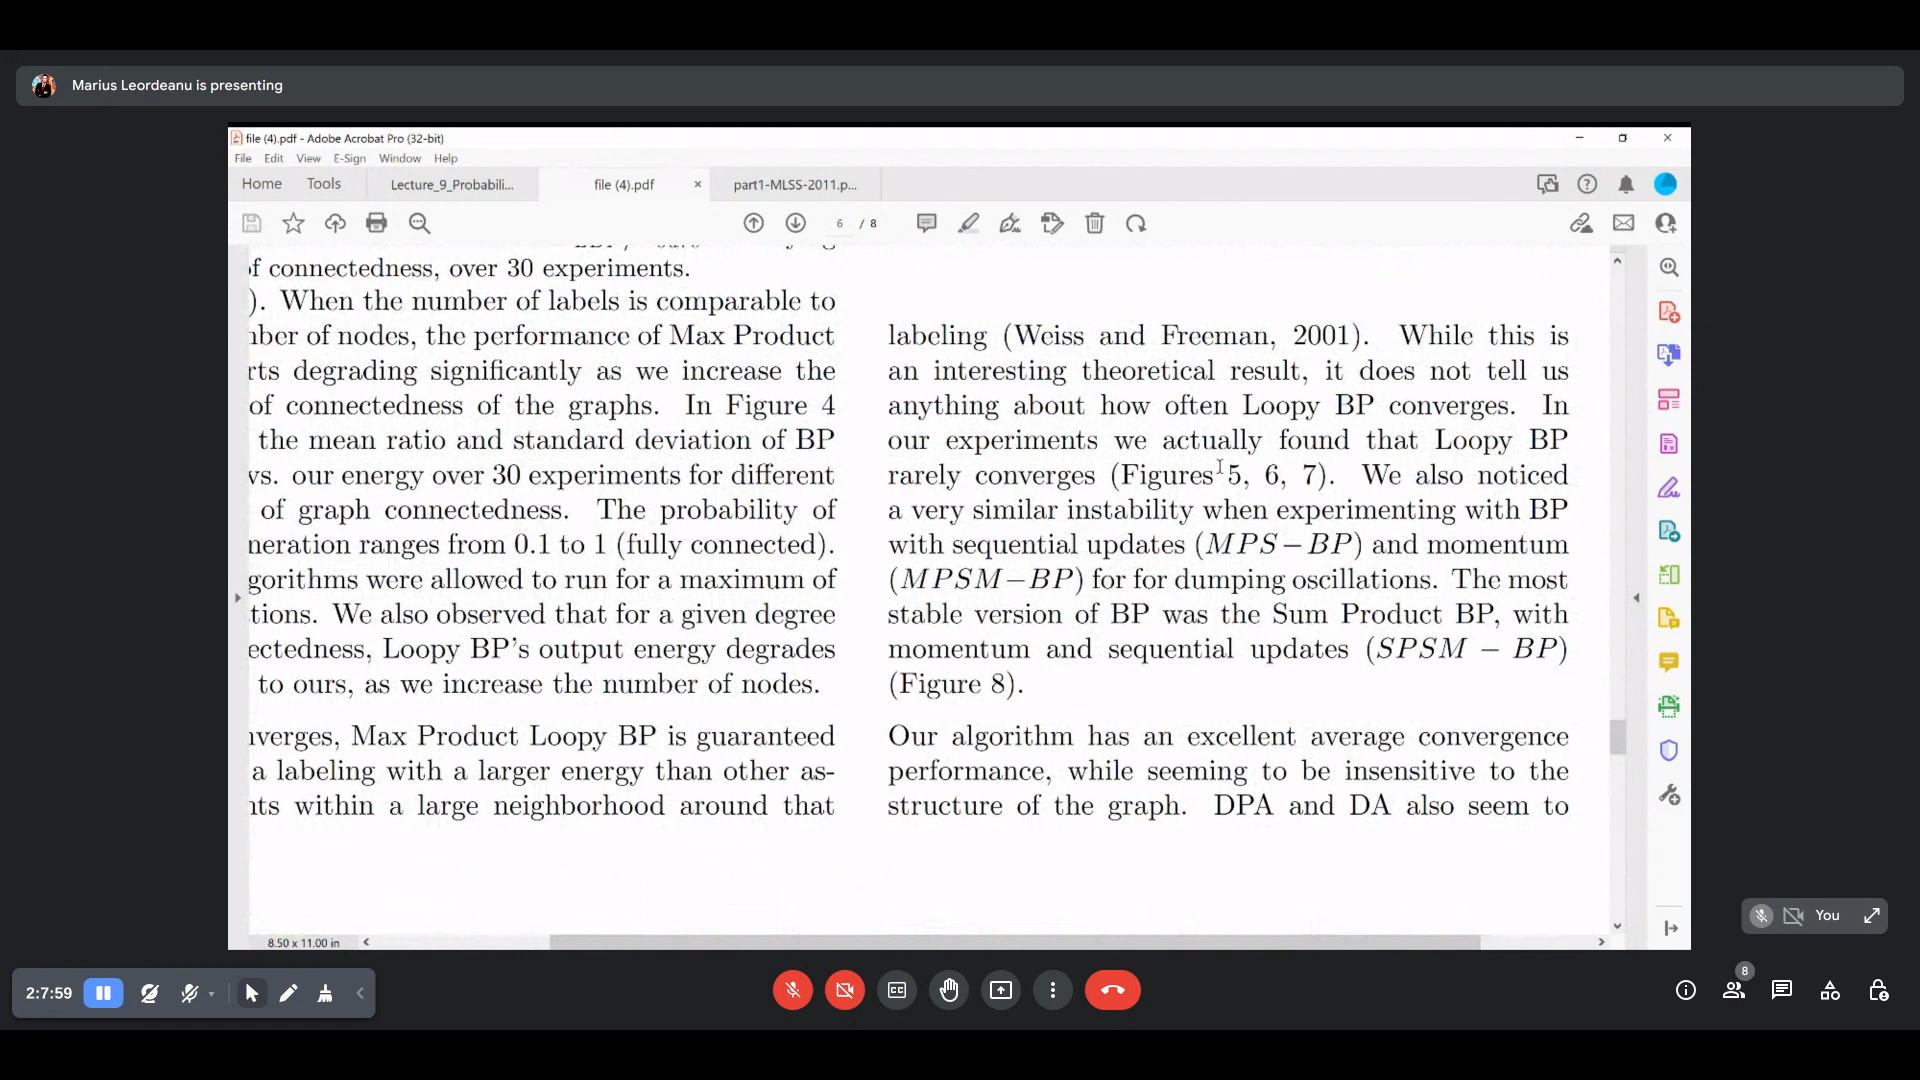 Marius Leordeanu is presenting
file (4).pdf - Adobe Acrobat Pro (32-bit)
File Edit View E-Sign Window Help
Home Tools Lecture_9_Probabili... file (4).pdf × part1-MLSS-2011.p...
6 / 8
of connectedness, over 30 experiments.
). When the number of labels is comparable to
ber of nodes, the performance of Max Product
rts degrading significantly as we increase the
of connectedness of the graphs. In Figure 4
the mean ratio and standard deviation of BP
vs. our energy over 30 experiments for different
of graph connectedness. The probability of
neration ranges from 0.1 to 1 (fully connected).
gorithms were allowed to run for a maximum of
tions. We also observed that for a given degree
ectedness, Loopy BP's output energy degrades
to ours, as we increase the number of nodes.
nverges, Max Product Loopy BP is guaranteed
a labeling with a larger energy than other as-
nts within a large neighborhood around that
labeling (Weiss and Freeman, 2001). While this is
an interesting theoretical result, it does not tell us
anything about how often Loopy BP converges. In
our experiments we actually found that Loopy BP
rarely converges (Figures 5, 6, 7). We also noticed
a very similar instability when experimenting with BP
with sequential updates (MPS − BP) and momentum
(MPSM−BP) for for dumping oscillations. The most
stable version of BP was the Sum Product BP, with
momentum and sequential updates (SPSM − BP)
(Figure 8).
Our algorithm has an excellent average convergence
performance, while seeming to be insensitive to the
structure of the graph. DPA and DA also seem to
8.50 x 11.00 in
You
2:7:59
8